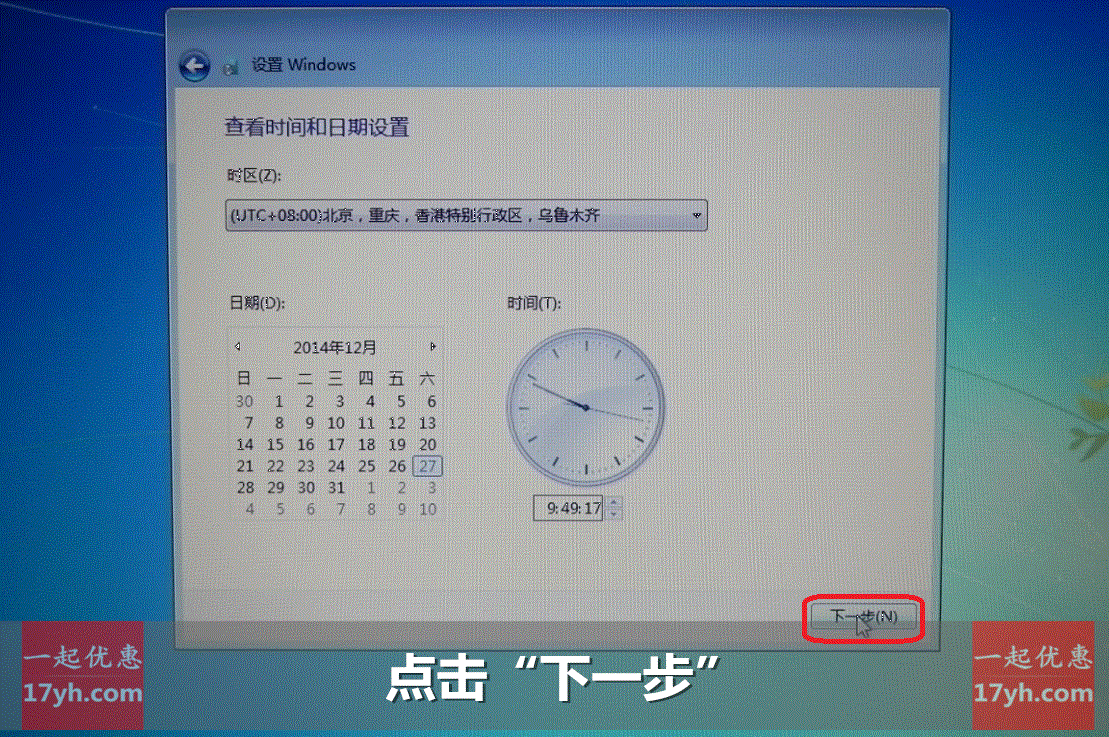 设置 Windows
查看时间和日期设置
时区(Z):
(UTC+08:00)北京，重庆，香港特别行政区，乌鲁木齐
日期(D):
2014年12月
日 一 二 三 四 五 六
30 1 2 3 4 5 6
7 8 9 10 11 12 13
14 15 16 17 18 19 20
21 22 23 24 25 26 27
28 29 30 31 1 2 3
4 5 6 7 8 9 10
时间(T):
9:49:17
下一步(N)
点击“下一步”
一起优惠
17yh.com
一起优惠
17yh.com